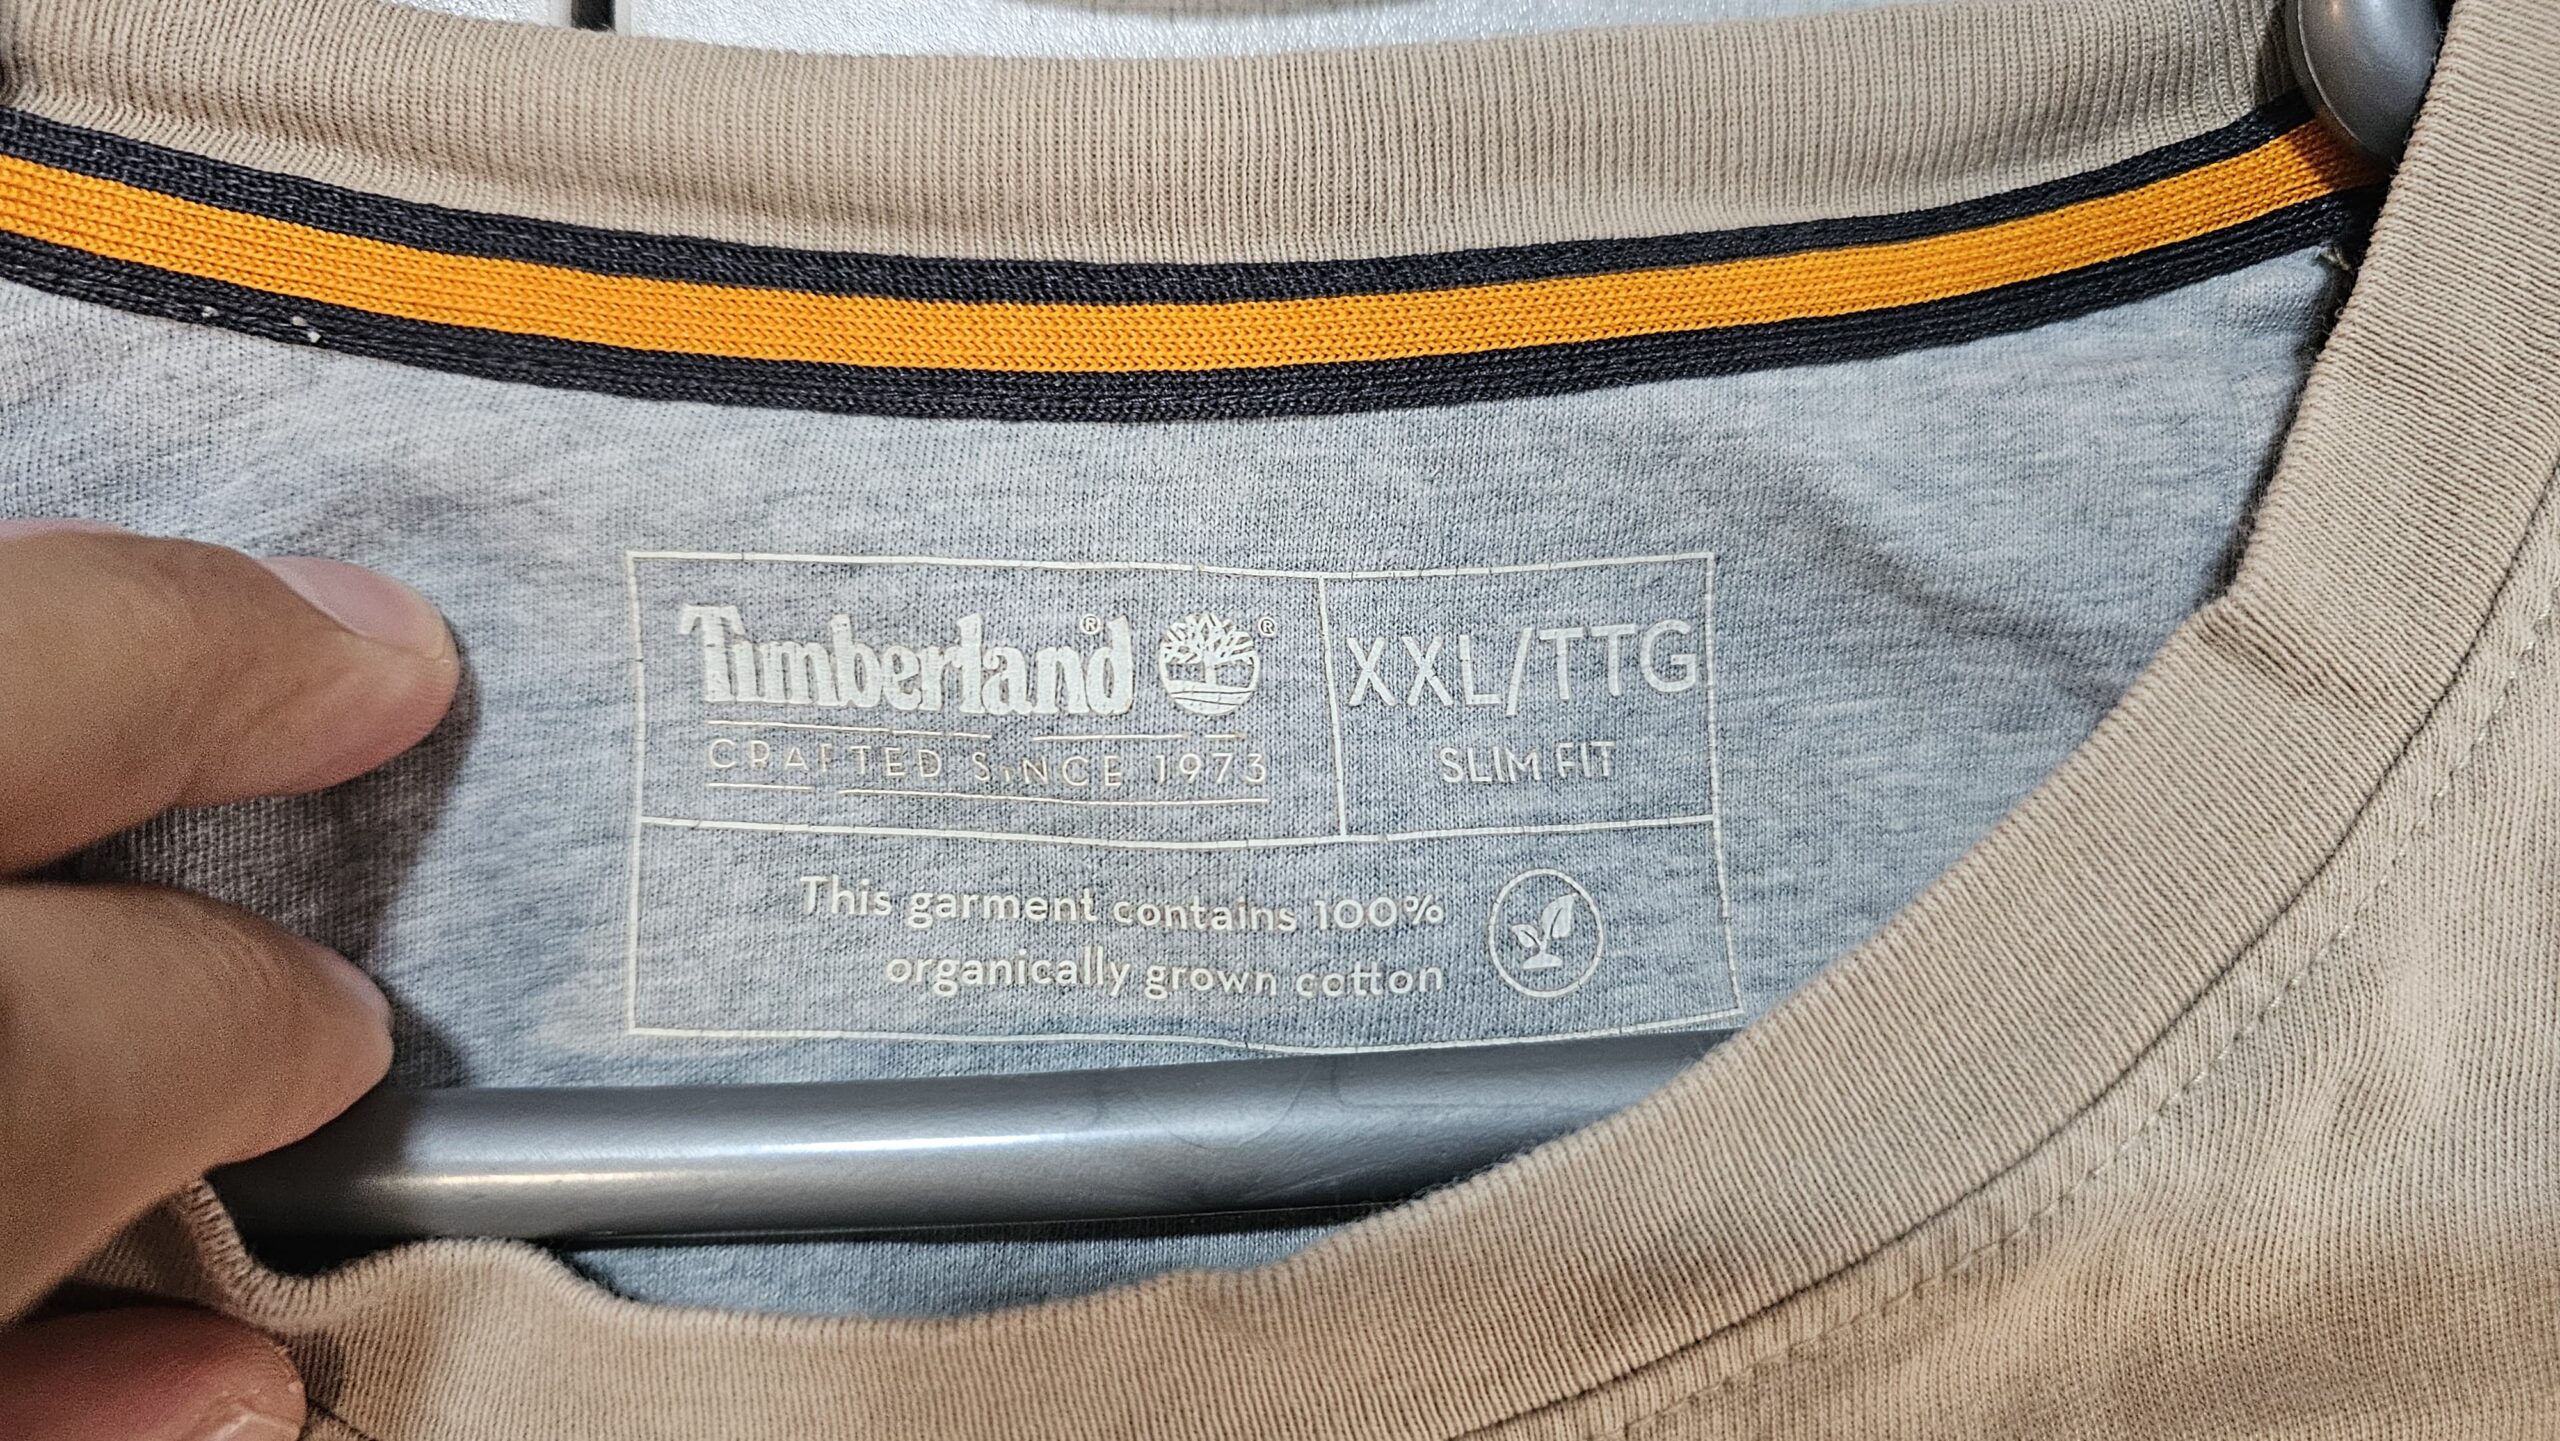 Timberland® ®
CRAFTED SINCE 1973
XXL/TTG
SLIM FIT
This garment contains 100%
organically grown cotton